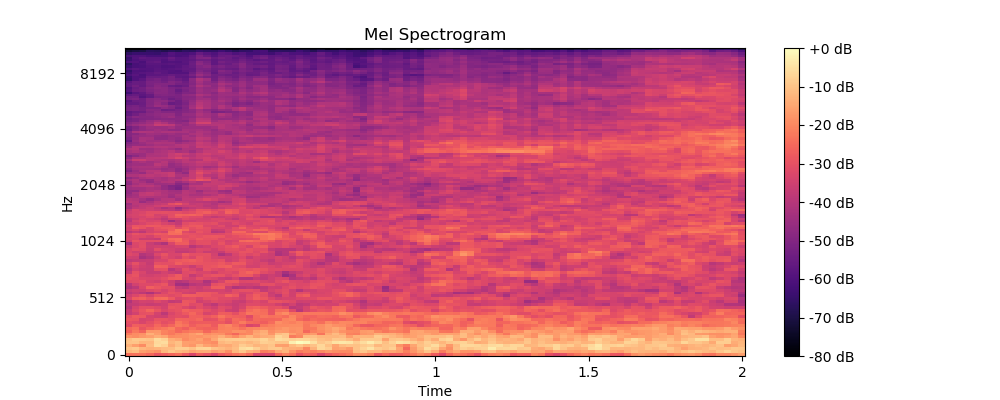 Mel Spectrogram
8192
4096
2048
1024
512
0
Hz
0
0.5
1
1.5
2
Time
+0 dB
-10 dB
-20 dB
-30 dB
-40 dB
-50 dB
-60 dB
-70 dB
-80 dB